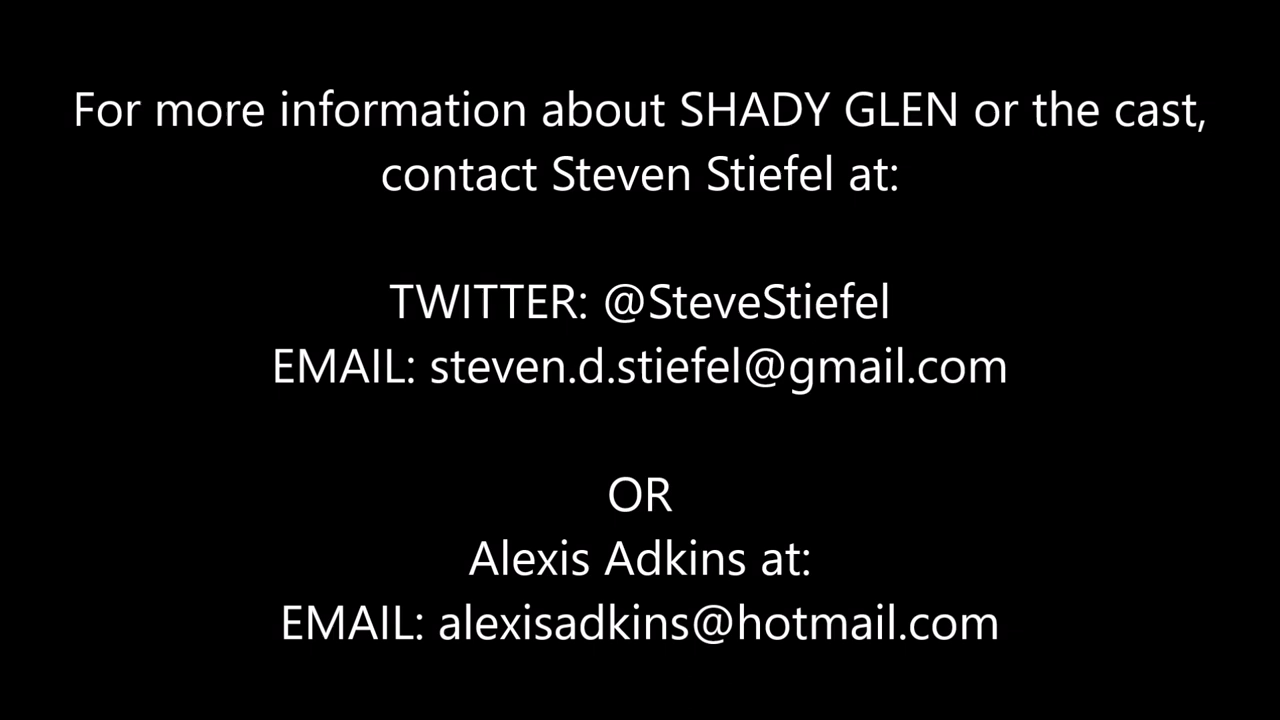 For more information about SHADY GLEN or the cast,
contact Steven Stiefel at:
TWITTER: @SteveStiefel
EMAIL: steven.d.stiefel@gmail.com
OR
Alexis Adkins at:
EMAIL: alexisadkins@hotmail.com